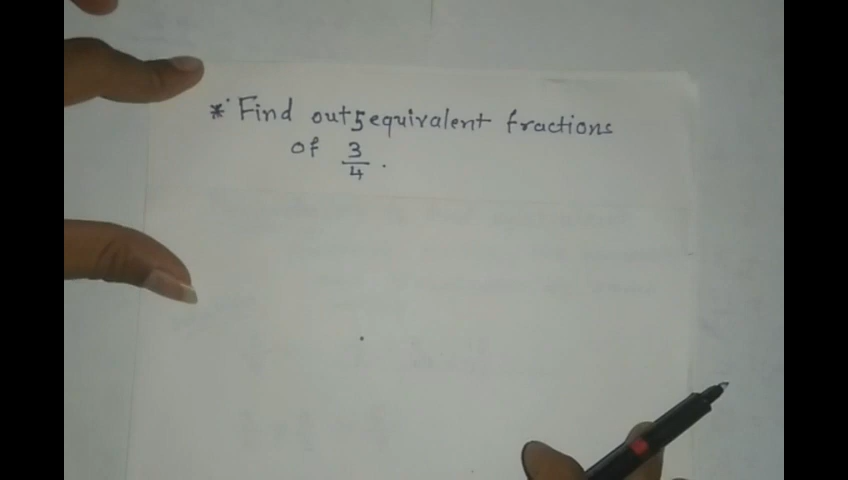 *· Find out 5 equivalent fractions
of 3/4.